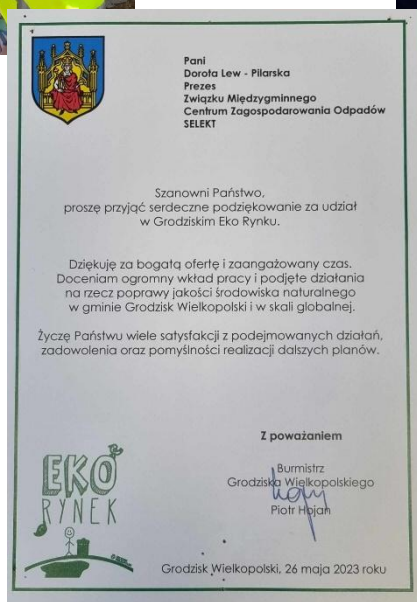 Pani
Dorota Lew - Pilarska
Prezes
Związku Międzygminnego
Centrum Zagospodarowania Odpadów
SELEKT
Szanowni Państwo,
proszę przyjąć serdeczne podziękowanie za udział
w Grodziskim Eko Rynku.
Dziękuję za bogatą ofertę i zaangażowany czas.
Doceniam ogromny wkład pracy i podjęte działania
na rzecz poprawy jakości środowiska naturalnego
w gminie Grodzisk Wielkopolski i w skali globalnej.
Życzę Państwu wiele satysfakcji z podejmowanych działań,
zadowolenia oraz pomyślności realizacji dalszych planów.
Z poważaniem
Burmistrz
Grodziska Wielkopolskiego
Piotr Hojan
EKO
RYNEK
Grodzisk Wielkopolski, 26 maja 2023 roku